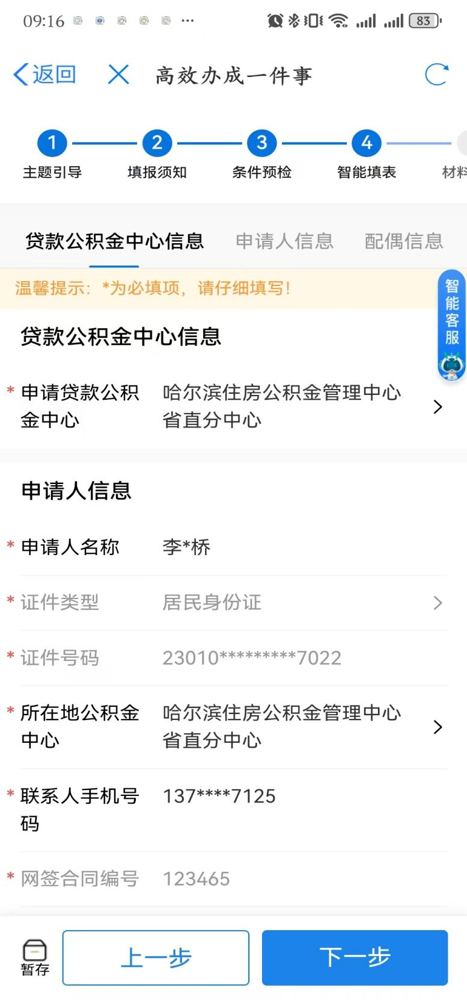 09:16 ··· 83
返回 高效办成一件事
1 2 3 4
主题引导 填报须知 条件预检 智能填表 材料
贷款公积金中心信息 申请人信息 配偶信息
温馨提示：*为必填项，请仔细填写！
智能客服
贷款公积金中心信息
* 申请贷款公积 哈尔滨住房公积金管理中心
金中心 省直分中心
申请人信息
* 申请人名称 李*桥
* 证件类型 居民身份证
* 证件号码 23010*********7022
* 所在地公积金 哈尔滨住房公积金管理中心
中心 省直分中心
* 联系人手机号 137****7125
码
* 网签合同编号 123465
暂存 上一步 下一步